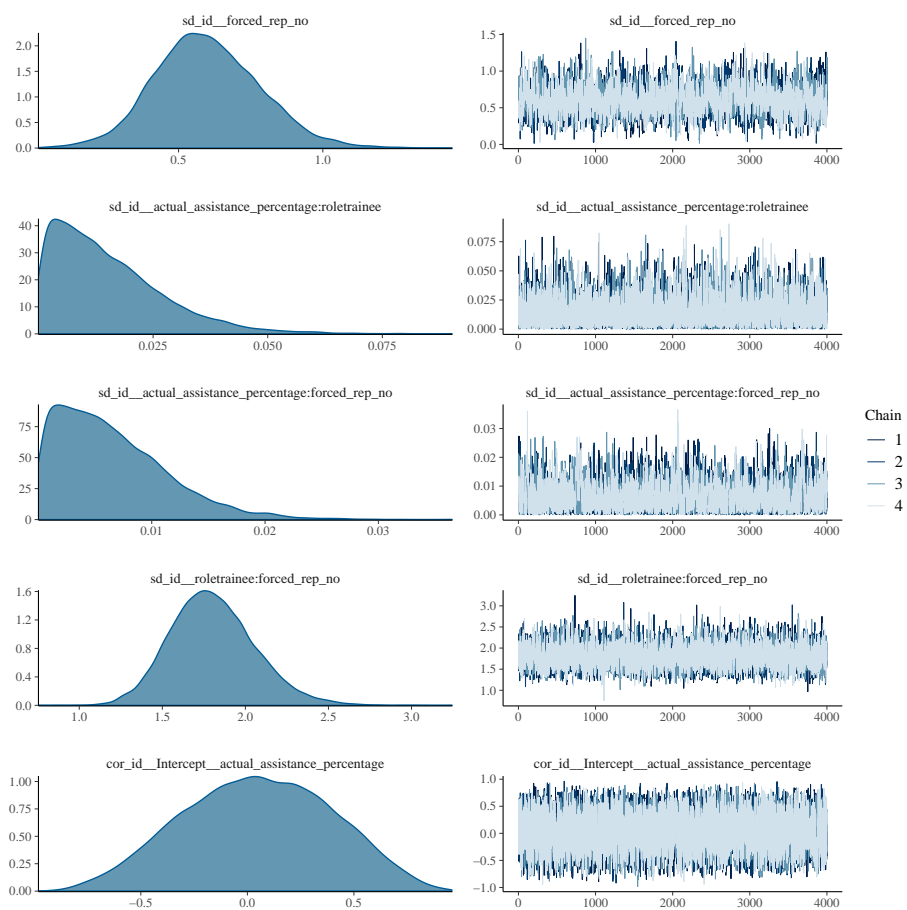 sd_id__forced_rep_no
sd_id__forced_rep_no
2.0
1.5
1.0
0.5
0.0
0.5 1.0
1.5
1.0
0.5
0.0
0 1000 2000 3000 4000
sd_id__actual_assistance_percentage:roletrainee
sd_id__actual_assistance_percentage:roletrainee
40
30
20
10
0
0.025 0.050 0.075
0.075
0.050
0.025
0.000
0 1000 2000 3000 4000
sd_id__actual_assistance_percentage:forced_rep_no
sd_id__actual_assistance_percentage:forced_rep_no
75
50
25
0
0.01 0.02 0.03
0.03
0.02
0.01
0.00
0 1000 2000 3000 4000
Chain
1
2
3
4
sd_id__roletrainee:forced_rep_no
sd_id__roletrainee:forced_rep_no
1.6
1.2
0.8
0.4
0.0
1.0 1.5 2.0 2.5 3.0
3.0
2.5
2.0
1.5
1.0
0 1000 2000 3000 4000
cor_id__Intercept__actual_assistance_percentage
cor_id__Intercept__actual_assistance_percentage
1.00
0.75
0.50
0.25
0.00
−0.5 0.0 0.5
1.0
0.5
0.0
−0.5
−1.0
0 1000 2000 3000 4000